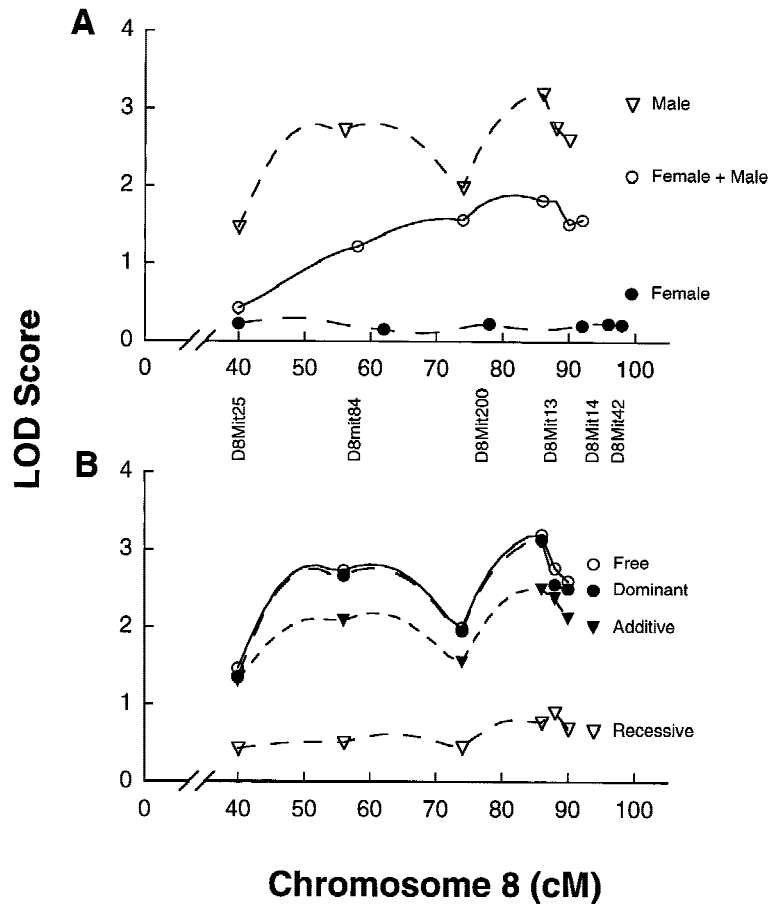 A
4
3
2
1
0
Male
Female + Male
Female
0 40 50 60 70 80 90 100
D8Mit25
D8mit84
D8Mit200
D8Mit13
D8Mit14
D8Mit42
LOD Score
B
4
3
2
1
0
Free
Dominant
Additive
Recessive
0 40 50 60 70 80 90 100
Chromosome 8 (cM)